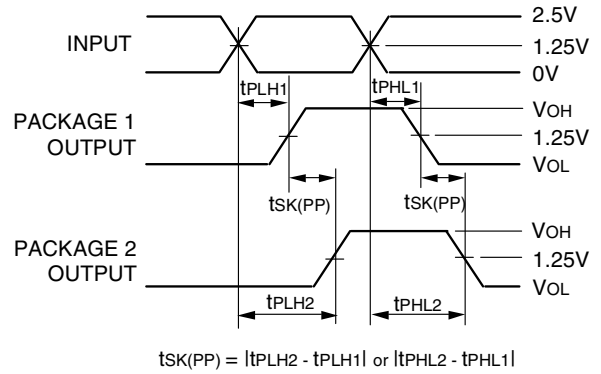 INPUT
2.5V
1.25V
0V
tPLH1
tPHL1
PACKAGE 1
OUTPUT
VOH
1.25V
VOL
tSK(PP)
tSK(PP)
PACKAGE 2
OUTPUT
VOH
1.25V
VOL
tPLH2
tPHL2
tSK(PP) = |tPLH2 - tPLH1| or |tPHL2 - tPHL1|